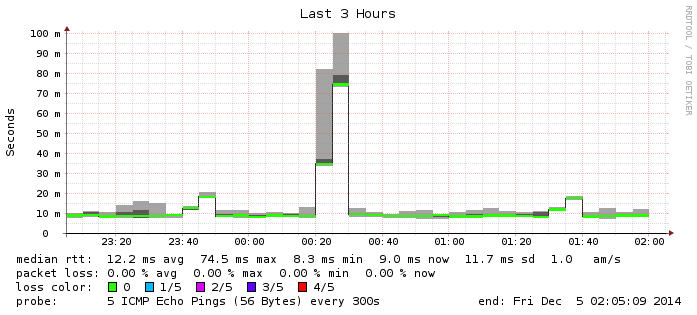 Last 3 Hours
RRDTOOL / TOBI OETIKER
Seconds
100 m
90 m
80 m
70 m
60 m
50 m
40 m
30 m
20 m
10 m
0
23:20 23:40 00:00 00:20 00:40 01:00 01:20 01:40 02:00
median rtt: 12.2 ms avg 74.5 ms max 8.3 ms min 9.0 ms now 11.7 ms sd 1.0 am/s
packet loss: 0.00 % avg 0.00 % max 0.00 % min 0.00 % now
loss color: 0 1/5 2/5 3/5 4/5
probe: 5 ICMP Echo Pings (56 Bytes) every 300s end: Fri Dec 5 02:05:09 2014